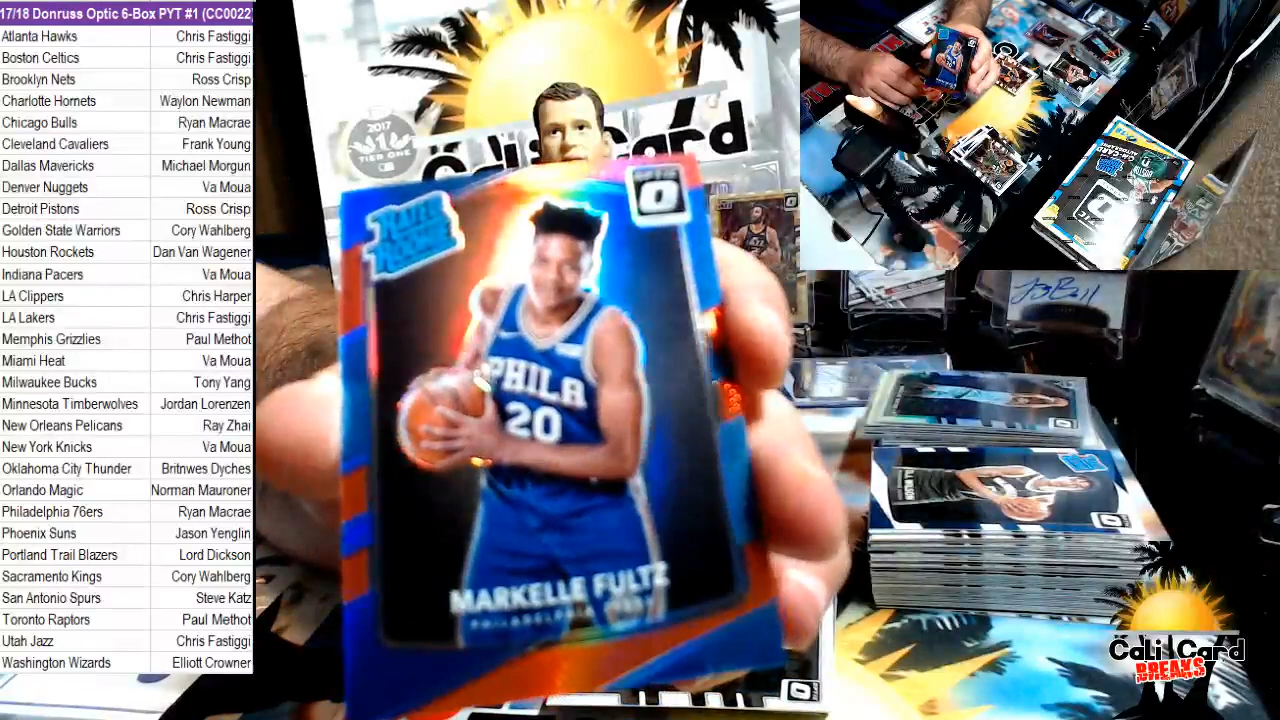 17/18 Donruss Optic 6-Box PYT #1 (CC0022
Atlanta Hawks Chris Fastiggi
Boston Celtics Chris Fastiggi
Brooklyn Nets Ross Crisp
Charlotte Hornets Waylon Newman
Chicago Bulls Ryan Macrae
Cleveland Cavaliers Frank Young
Dallas Mavericks Michael Morgun
Denver Nuggets Va Moua
Detroit Pistons Ross Crisp
Golden State Warriors Cory Wahlberg
Houston Rockets Dan Van Wagener
Indiana Pacers Va Moua
LA Clippers Chris Harper
LA Lakers Chris Fastiggi
Memphis Grizzlies Paul Methot
Miami Heat Va Moua
Milwaukee Bucks Tony Yang
Minnesota Timberwolves Jordan Lorenzen
New Orleans Pelicans Ray Zhai
New York Knicks Va Moua
Oklahoma City Thunder Britnwes Dyches
Orlando Magic Norman Mauroner
Philadelphia 76ers Ryan Macrae
Phoenix Suns Jason Yenglin
Portland Trail Blazers Lord Dickson
Sacramento Kings Cory Wahlberg
San Antonio Spurs Steve Katz
Toronto Raptors Paul Methot
Utah Jazz Chris Fastiggi
Washington Wizards Elliott Crowner
2017
TIER ONE
Card
RATED
ROOKIE
OPTIC
O
PHILA
20
MARKELLE FULTZ
Cali Card
BREAKS